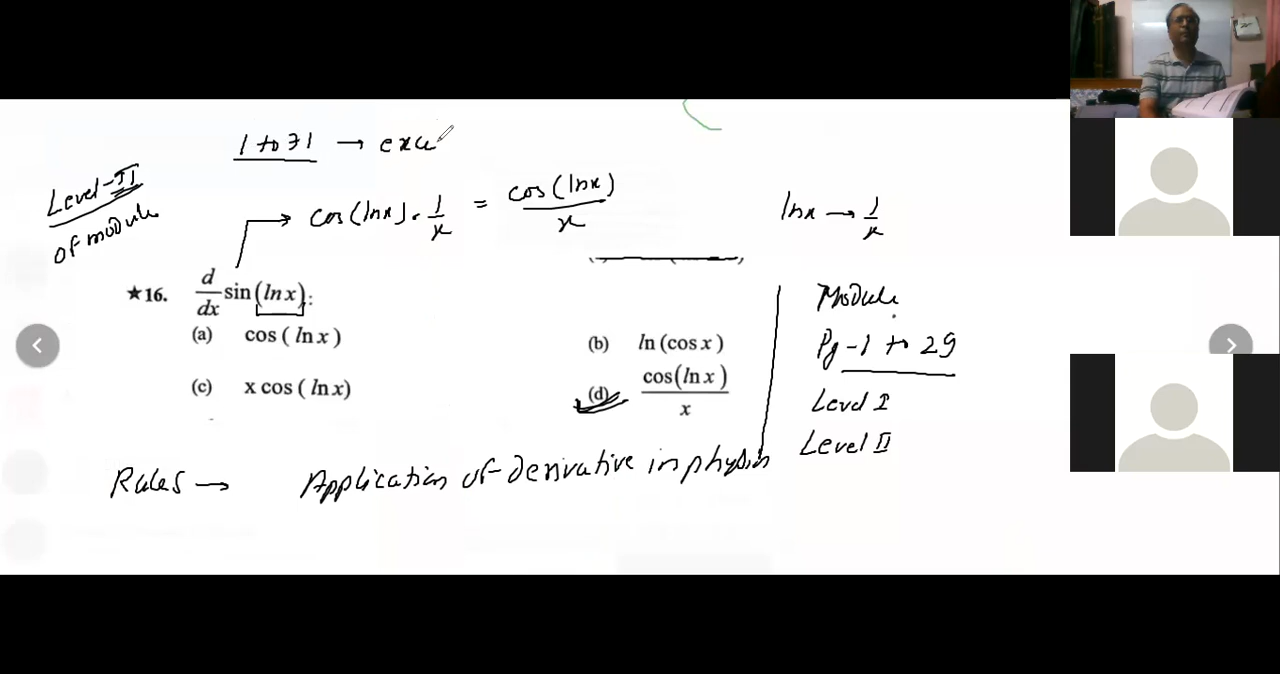 1 to 31 → exa
Level-II
of module
cos(lnx) · 1/x = cos(lnx)/x
lnx → 1/x
★16. d/dx sin(ln x):
(a) cos ( ln x )
(b) ln (cos x )
(c) x cos ( ln x)
(d) cos(ln x )/x
Module
Pg - 1 to 29
Level I
Level II
Rules → Application of derivative in physics